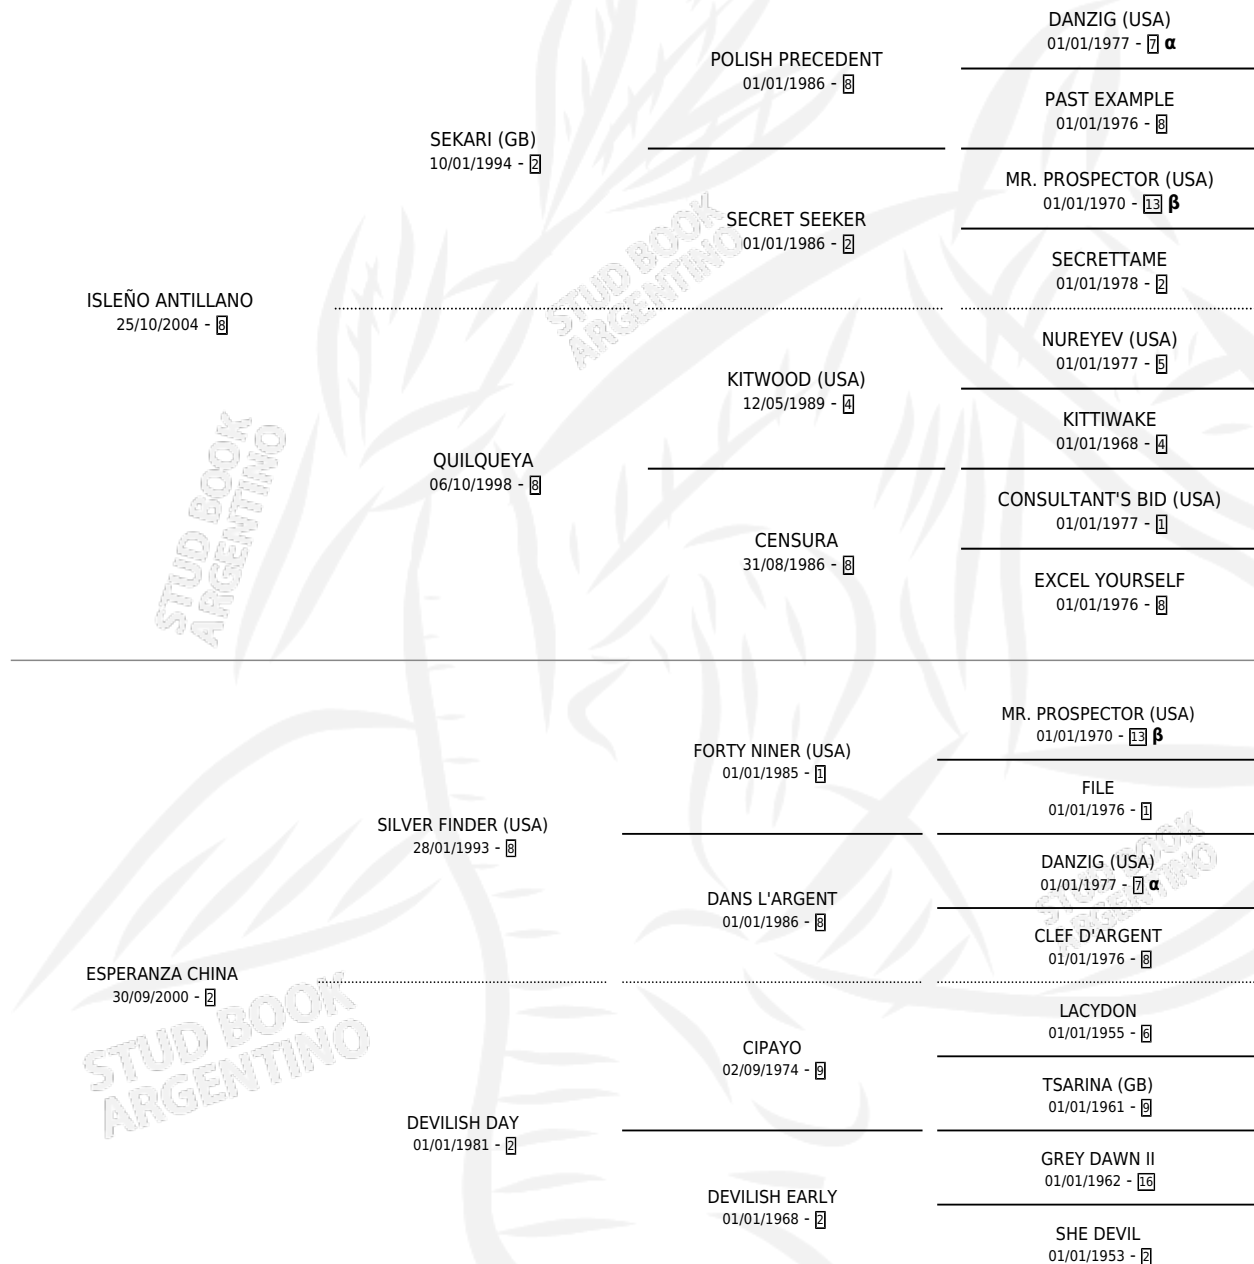 DANZIG (USA)
01/01/1977 - 7 α
POLISH PRECEDENT
01/01/1986 - 8
PAST EXAMPLE
01/01/1976 - 8
SEKARI (GB)
10/01/1994 - 2
MR. PROSPECTOR (USA)
01/01/1970 - 13 β
SECRET SEEKER
01/01/1986 - 2
SECRETTAME
01/01/1978 - 2
STUD BOOK
ARGENTINO
ISLEÑO ANTILLANO
25/10/2004 - 8
NUREYEV (USA)
01/01/1977 - 5
KITWOOD (USA)
12/05/1989 - 4
KITTIWAKE
01/01/1968 - 4
QUILQUEYA
06/10/1998 - 8
CONSULTANT'S BID (USA)
01/01/1977 - 1
CENSURA
31/08/1986 - 8
EXCEL YOURSELF
01/01/1976 - 8
STUD BOOK
ARGENTINO
MR. PROSPECTOR (USA)
01/01/1970 - 13 β
FORTY NINER (USA)
01/01/1985 - 1
FILE
01/01/1976 - 1
SILVER FINDER (USA)
28/01/1993 - 8
DANZIG (USA)
01/01/1977 - 7 α
STUD BOOK
ARGENTINO
DANS L'ARGENT
01/01/1986 - 8
CLEF D'ARGENT
01/01/1976 - 8
ESPERANZA CHINA
30/09/2000 - 2
STUD BOOK
ARGENTINO
LACYDON
01/01/1955 - 6
CIPAYO
02/09/1974 - 9
TSARINA (GB)
01/01/1961 - 9
DEVILISH DAY
01/01/1981 - 2
GREY DAWN II
01/01/1962 - 16
DEVILISH EARLY
01/01/1968 - 2
SHE DEVIL
01/01/1953 - 2